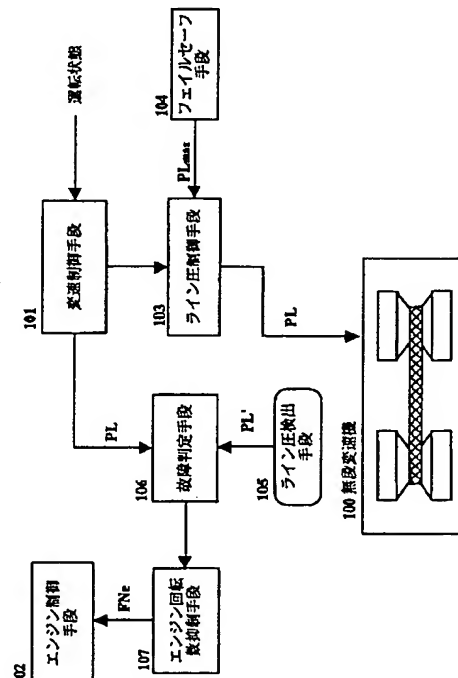 運転状態
101
変速制御手段
104
フェイルセーフ
手段
PLmax
103
ライン圧制御手段
PL
PL
106
故障判定手段
PL'
105
ライン圧検出
手段
02
エンジン制御
手段
FNe
107
エンジン回転
数抑制手段
100 無段変速機